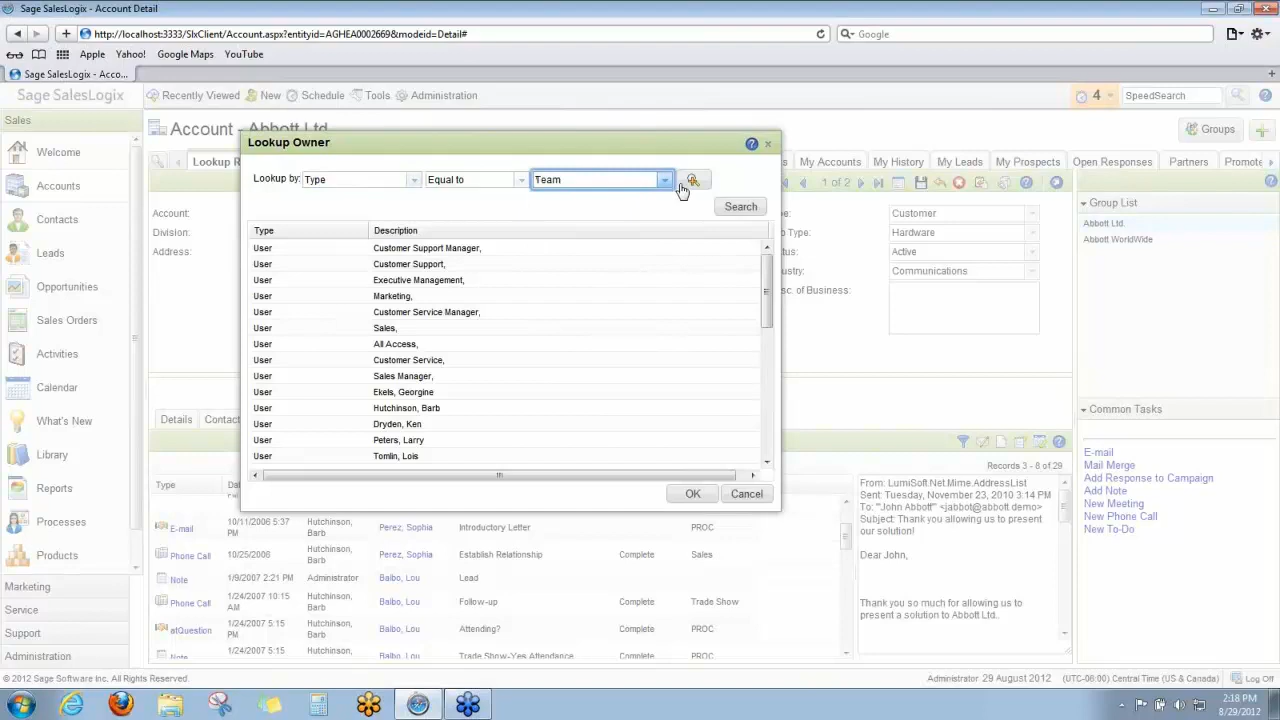 Sage SalesLogix - Account Detail
http://localhost:3333/SlxClient/Account.aspx?entityid=AGHEA0002669&modeid=Detail#
Google
Apple Yahoo! Google Maps YouTube
Sage SalesLogix - Acco...
Sage SalesLogix
Recently Viewed New Schedule Tools Administration
4 SpeedSearch
Sales
Welcome
Accounts
Contacts
Leads
Opportunities
Sales Orders
Activities
Calendar
What's New
Library
Reports
Processes
Products
Marketing
Service
Support
Administration
Account - Abbott Ltd
Groups
Lookup R
My Accounts My History My Leads My Prospects Open Responses Partners Promote
1 of 2
Account:
Division:
Address:
Customer
Hardware
Active
Communications
sc. of Business:
Lookup Owner
Lookup by: Type Equal to Team
Search
Type Description
User Customer Support Manager,
User Customer Support,
User Executive Management,
User Marketing,
User Customer Service Manager,
User Sales,
User All Access,
User Customer Service,
User Sales Manager,
User Ekels, Georgine
User Hutchinson, Barb
User Dryden, Ken
User Peters, Larry
User Tomlin, Lois
OK Cancel
Details Contact
Records 3 - 8 of 29
Type Da
E-mail 10/11/2006 5:37 PM Hutchinson, Barb Perez, Sophia Introductory Letter PROC
Phone Call 10/25/2006 Hutchinson, Barb Perez, Sophia Establish Relationship Complete Sales
Note 1/9/2007 2:21 PM Administrator Balbo, Lou Lead
Phone Call 1/24/2007 10:15 AM Hutchinson, Barb Balbo, Lou Follow-up Complete Trade Show
atQuestion 1/24/2007 5:15 PM Hutchinson, Barb Balbo, Lou Attending? Complete PROC
Note 1/24/2007 5:15 Hutchinson, Balbo, Lou Trade Show-Yes Attendance Complete PROC
From: LumiSoft.Net.Mime.AddressList
Sent: Tuesday, November 23, 2010 3:14 PM
To: "John Abbott" <jabbot@abbott.demo>
Subject: Thank you allowing us to present
our solution!
Dear John,
Thank you so much for allowing us to
present a solution to Abbott Ltd..
Group List
Abbott Ltd.
Abbott WorldWide
Common Tasks
E-mail
Mail Merge
Add Response to Campaign
Add Note
New Meeting
New Phone Call
New To-Do
© 2012 Sage Software Inc. All Rights Reserved.
Administrator 29 August 2012 (UTC-06:00) Central Time (US & Canada) Log Off
2:18 PM
8/29/2012